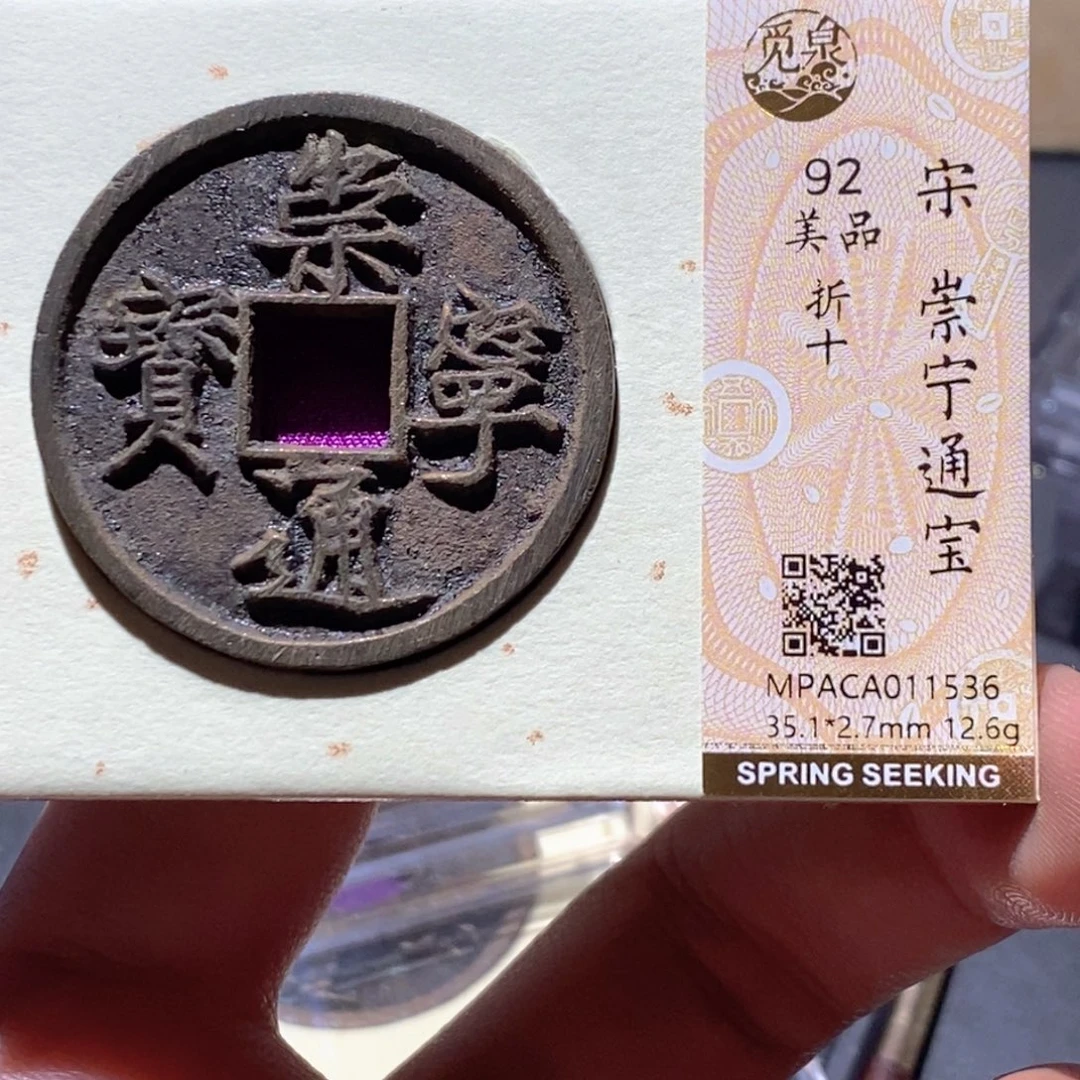 崇
寧
通
寶
觅泉
宋 崇宁通宝
92
美品
折十
MPACA011536
35.1*2.7mm 12.6g
SPRING SEEKING